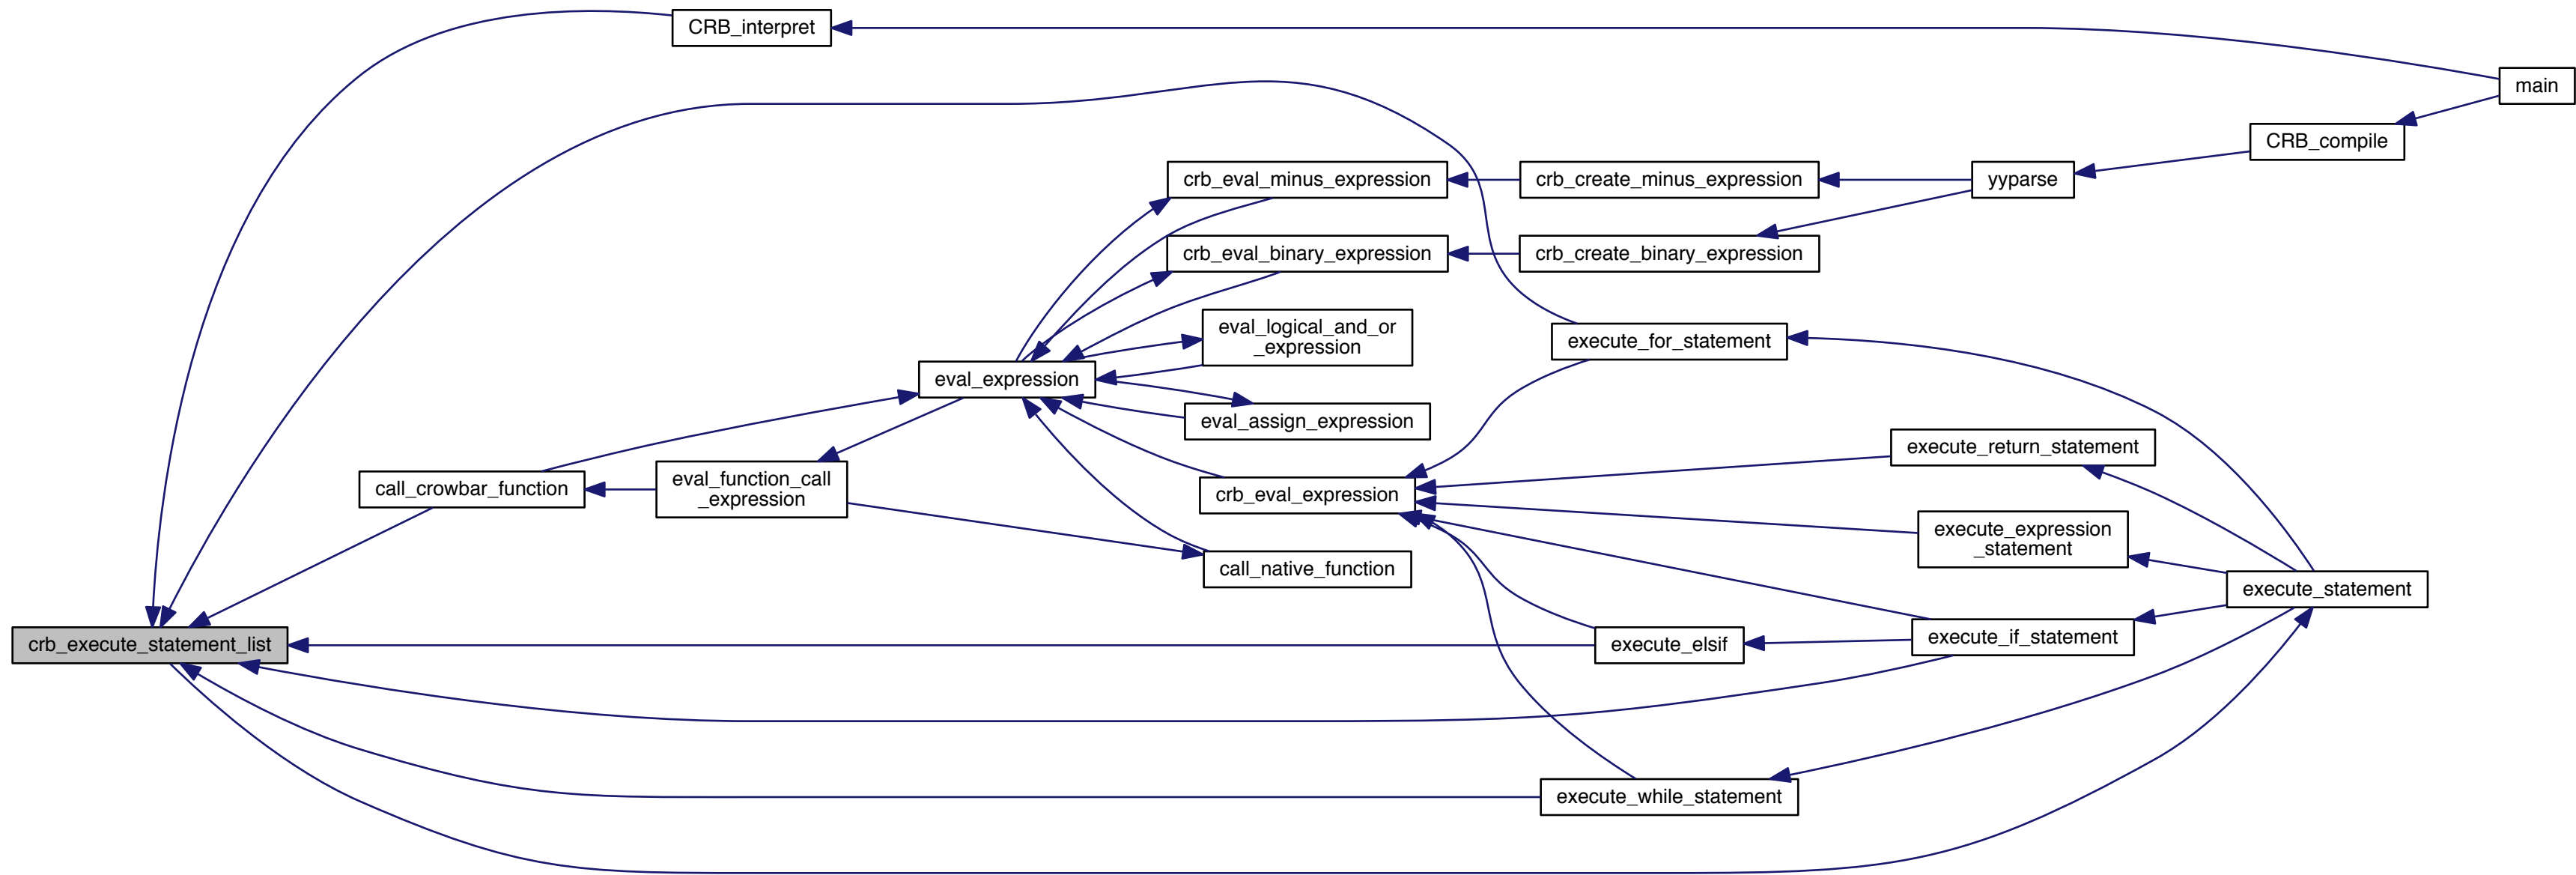 CRB_interpret
main
CRB_compile
crb_eval_minus_expression
crb_create_minus_expression
yyparse
crb_eval_binary_expression
crb_create_binary_expression
eval_logical_and_or
_expression
execute_for_statement
eval_expression
eval_assign_expression
execute_return_statement
call_crowbar_function
eval_function_call
_expression
crb_eval_expression
execute_expression
_statement
call_native_function
execute_statement
crb_execute_statement_list
execute_elsif
execute_if_statement
execute_while_statement